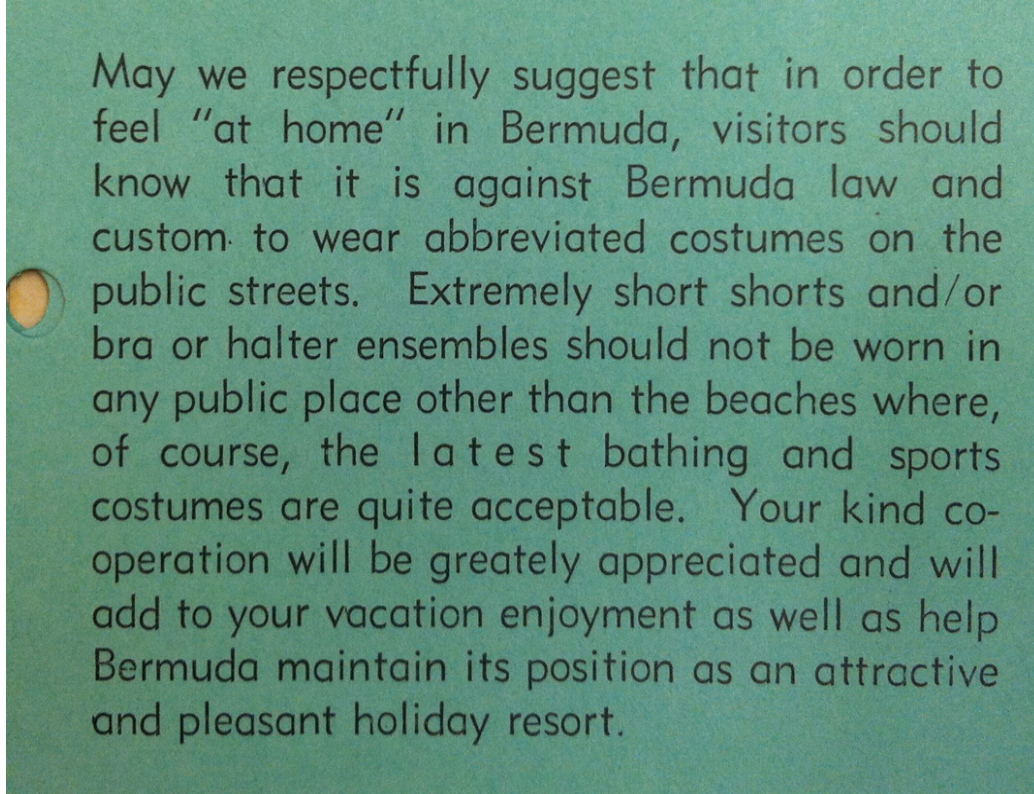 May we respectfully suggest that in order to
feel "at home" in Bermuda, visitors should
know that it is against Bermuda law and
custom to wear abbreviated costumes on the
public streets. Extremely short shorts and/or
bra or halter ensembles should not be worn in
any public place other than the beaches where,
of course, the latest bathing and sports
costumes are quite acceptable. Your kind co-
operation will be greately appreciated and will
add to your vacation enjoyment as well as help
Bermuda maintain its position as an attractive
and pleasant holiday resort.